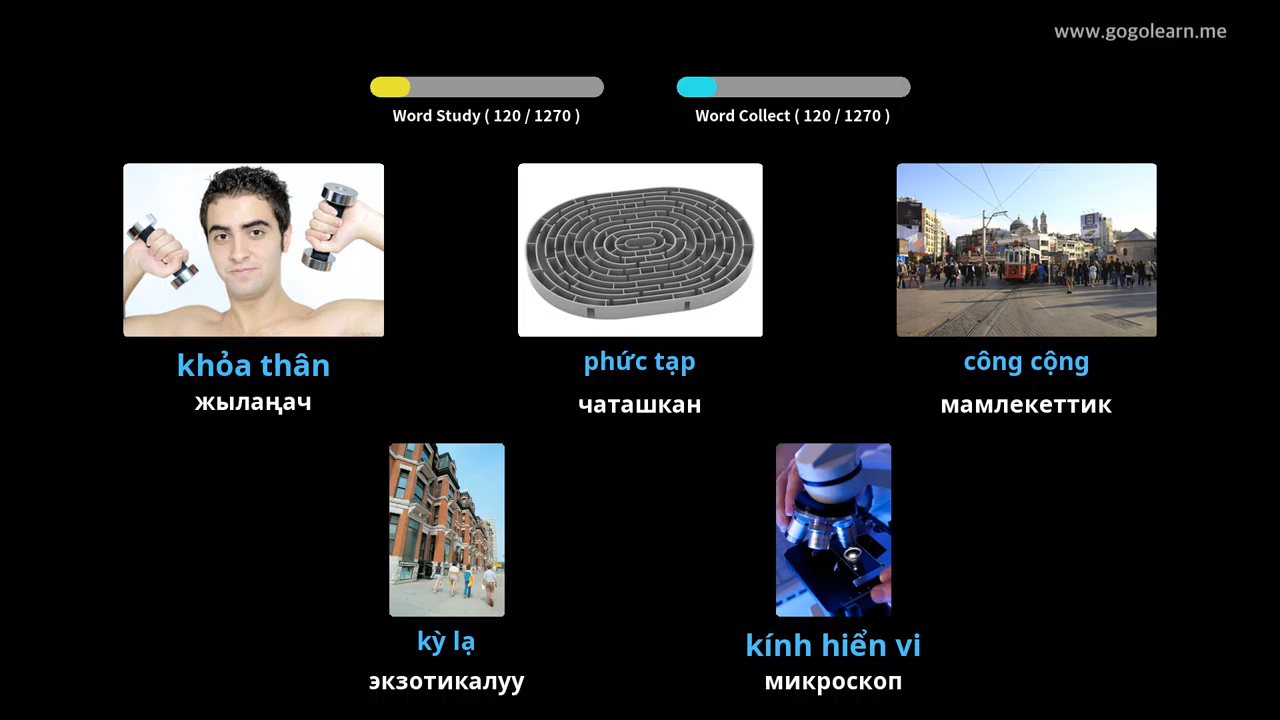 www.gogolearn.me
Word Study ( 120 / 1270 )
Word Collect ( 120 / 1270 )
khỏa thân
жылаңач
phức tạp
чаташкан
công cộng
мамлекеттик
kỳ lạ
экзотикалуу
kính hiển vi
микроскоп